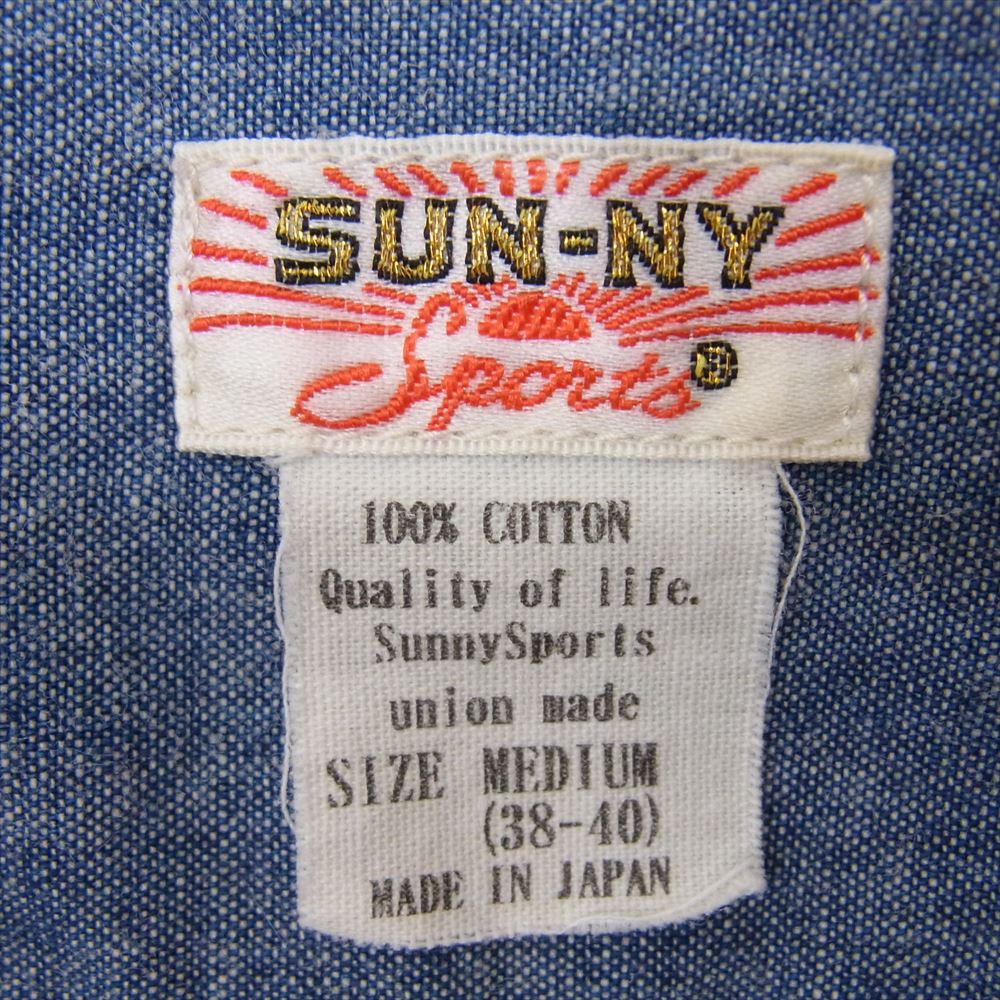 SUN-NY
Sports®
100% COTTON
Quality of life.
SunnySports
union made
SIZE MEDIUM
(38-40)
MADE IN JAPAN